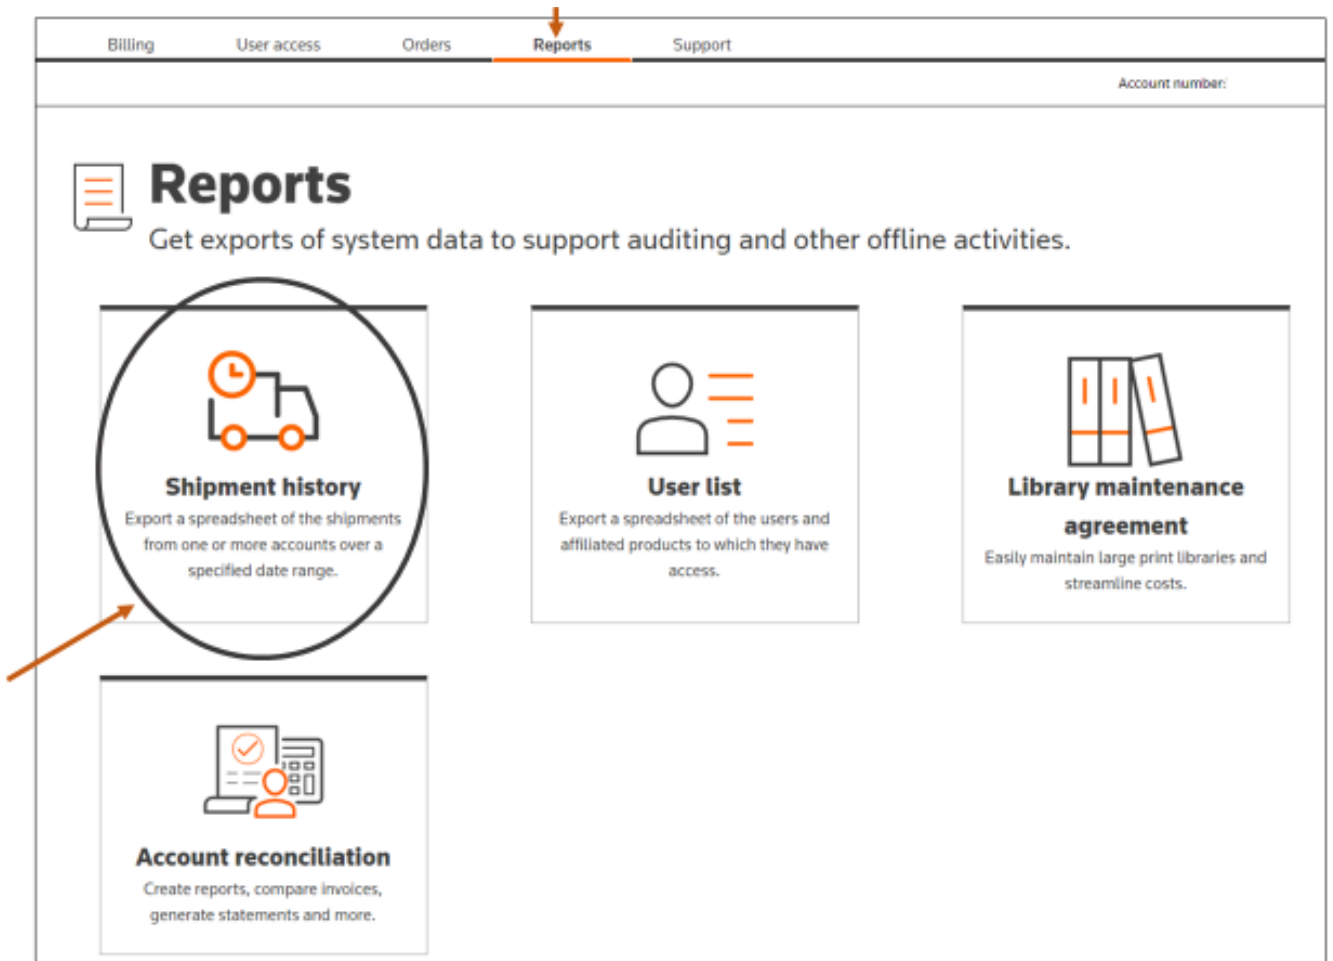 Billing User access Orders Reports Support
Account number:
Reports
Get exports of system data to support auditing and other offline activities.
Shipment history
Export a spreadsheet of the shipments
from one or more accounts over a
specified date range.
User list
Export a spreadsheet of the users and
affiliated products to which they have
access.
Library maintenance
agreement
Easily maintain large print libraries and
streamline costs.
Account reconciliation
Create reports, compare invoices,
generate statements and more.